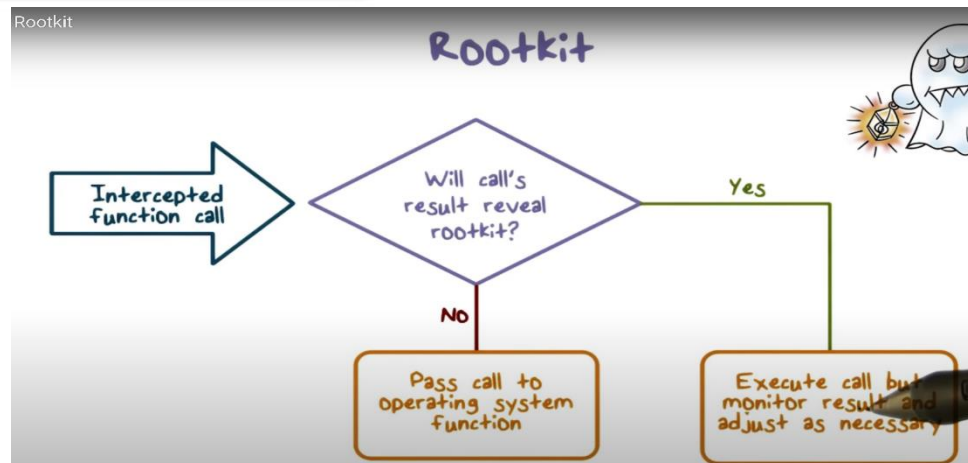 Rootkit
Rootkit
Intercepted
function call
Will call's
result reveal
rootkit?
Yes
No
Pass call to
operating system
function
Execute call but
monitor result and
adjust as necessary